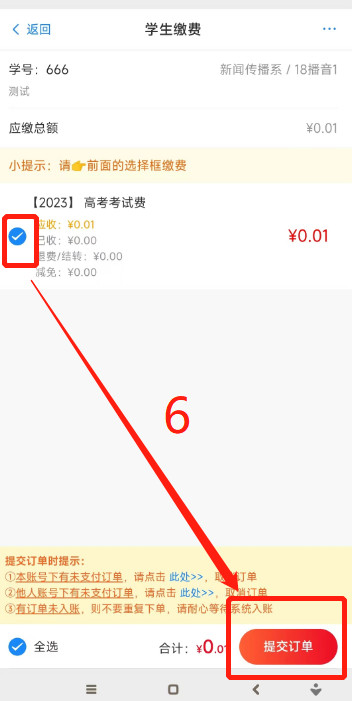 返回 学生缴费 ...
学号：666 新闻传播系 / 18播音1
测试
应缴总额 ¥0.01
小提示：请👉前面的选择框缴费
【2023】 高考考试费
应收：¥0.01
已收：¥0.00 ¥0.01
退费/结转：¥0.00
减免：¥0.00
6
提交订单时提示：
①本账号下有未支付订单，请点击 此处>>，取消订单
②他人账号下有未支付订单，请点击 此处>>，取消订单
③有订单未入账，则不要重复下单，请耐心等待系统入账
全选 合计：¥0.01 提交订单